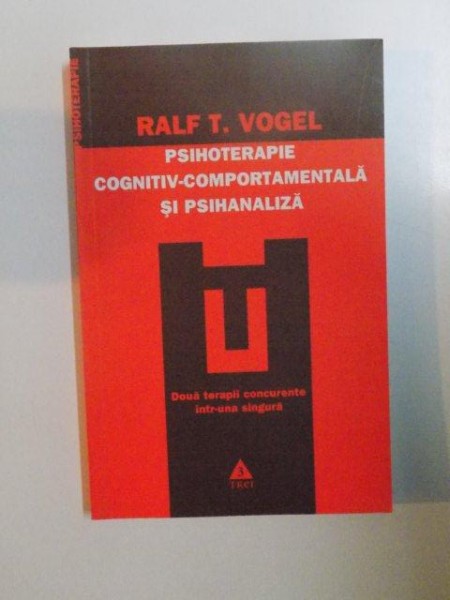 PSIHOTERAPIE
RALF T. VOGEL
PSIHOTERAPIE
COGNITIV-COMPORTAMENTALĂ
ȘI PSIHANALIZĂ
Două terapii concurente
într-una singură
3
TREI